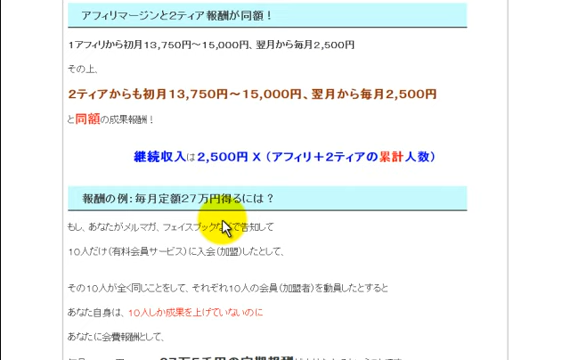 アフィリマージンと2ティア報酬が同額！
1アフィリから初月13,750円～15,000円、翌月から毎月2,500円
その上、
2ティアからも初月13,750円～15,000円、翌月から毎月2,500円
と同額の成果報酬！
継続収入は2,500円 X （アフィリ＋2ティアの累計人数）
報酬の例：毎月定額27万円得るには？
もし、あなたがメルマガ、フェイスブックなどで告知して
10人だけ(有料会員サービス)に入会(加盟)したとして、
その10人が全く同じことをして、それぞれ10人の会員(加盟者)を動員したとすると
あなた自身は、10人しか成果を上げていないのに
あなたに会費報酬として、